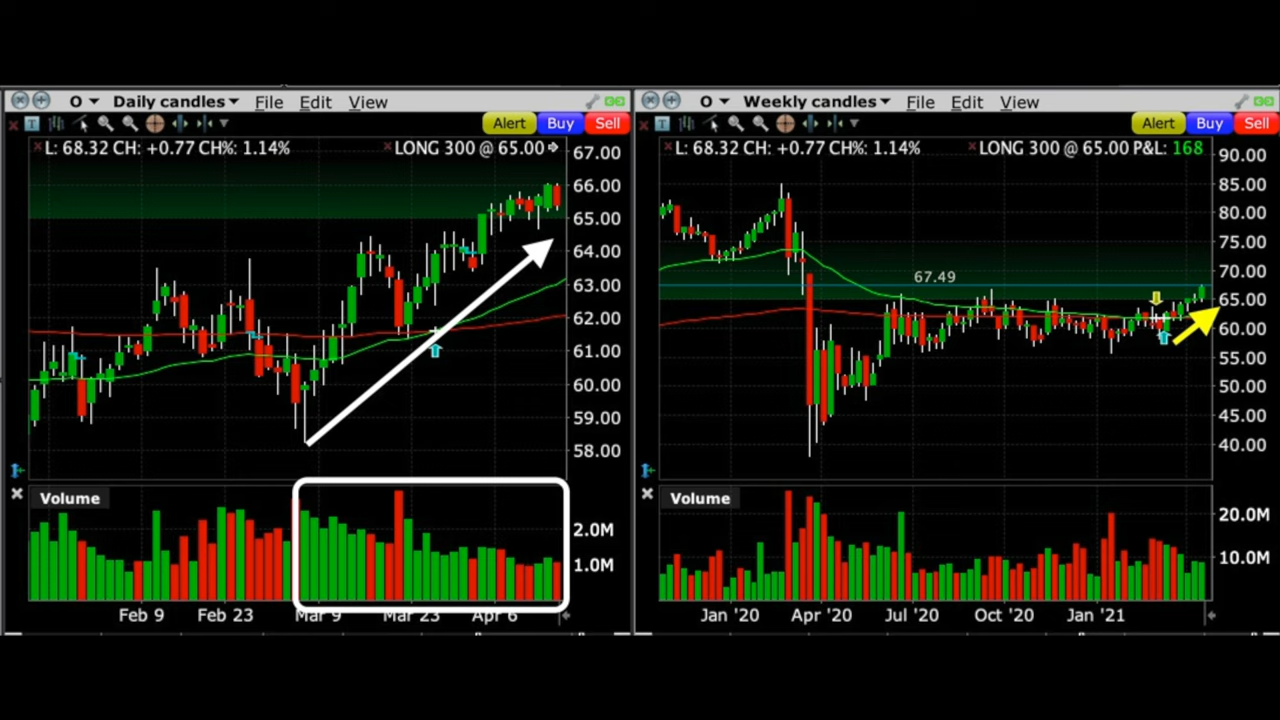 O Daily candles File Edit View
Alert Buy Sell
L: 68.32 CH: +0.77 CH%: 1.14% LONG 300 @ 65.00
67.00
66.00
65.00
64.00
63.00
62.00
61.00
60.00
59.00
58.00
Volume
2.0M
1.0M
Feb 9 Feb 23 Mar 9 Mar 23 Apr 6
O Weekly candles File Edit View
T
Alert Buy Sell
L: 68.32 CH: +0.77 CH%: 1.14% LONG 300 @ 65.00 P&L: 168
90.00
85.00
80.00
75.00
67.49
70.00
65.00
60.00
55.00
50.00
45.00
40.00
Volume
20.0M
10.0M
Jan '20 Apr '20 Jul '20 Oct '20 Jan '21